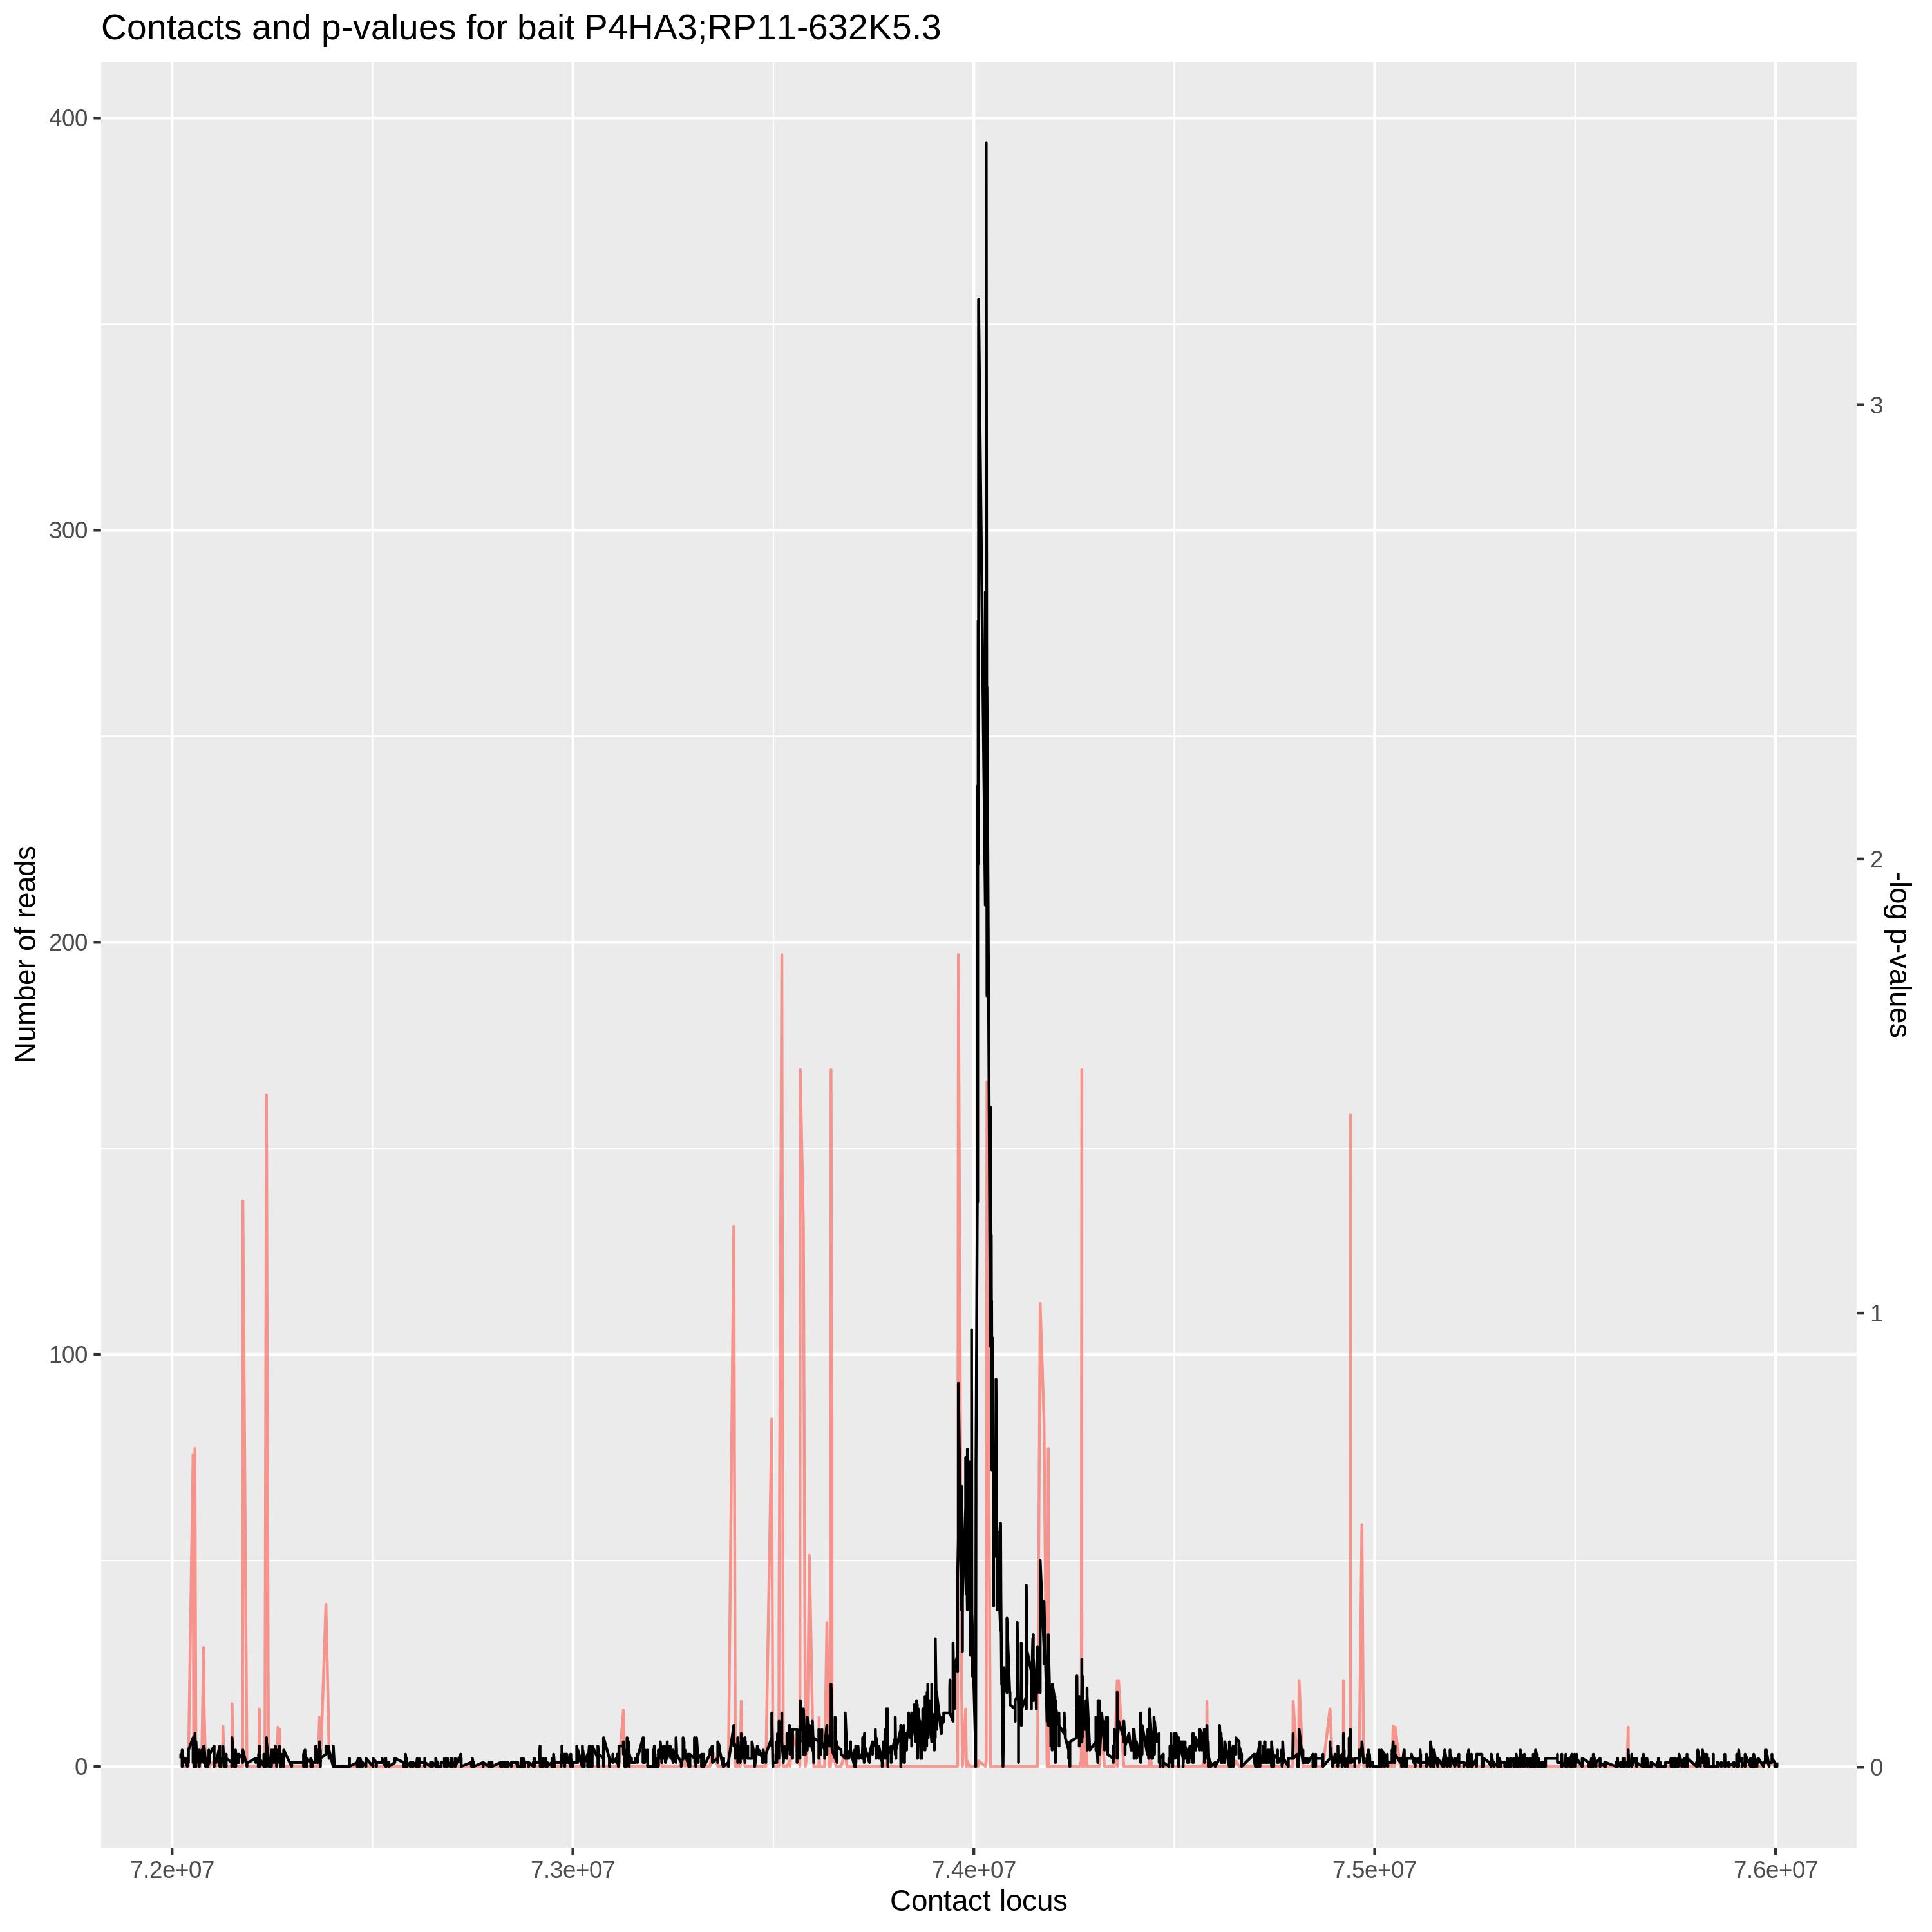 Contacts and p-values for bait P4HA3;RP11-632K5.3
400
300
200
100
0
Number of reads
3
2
1
0
-log p-values
7.2e+07 7.3e+07 7.4e+07 7.5e+07 7.6e+07
Contact locus